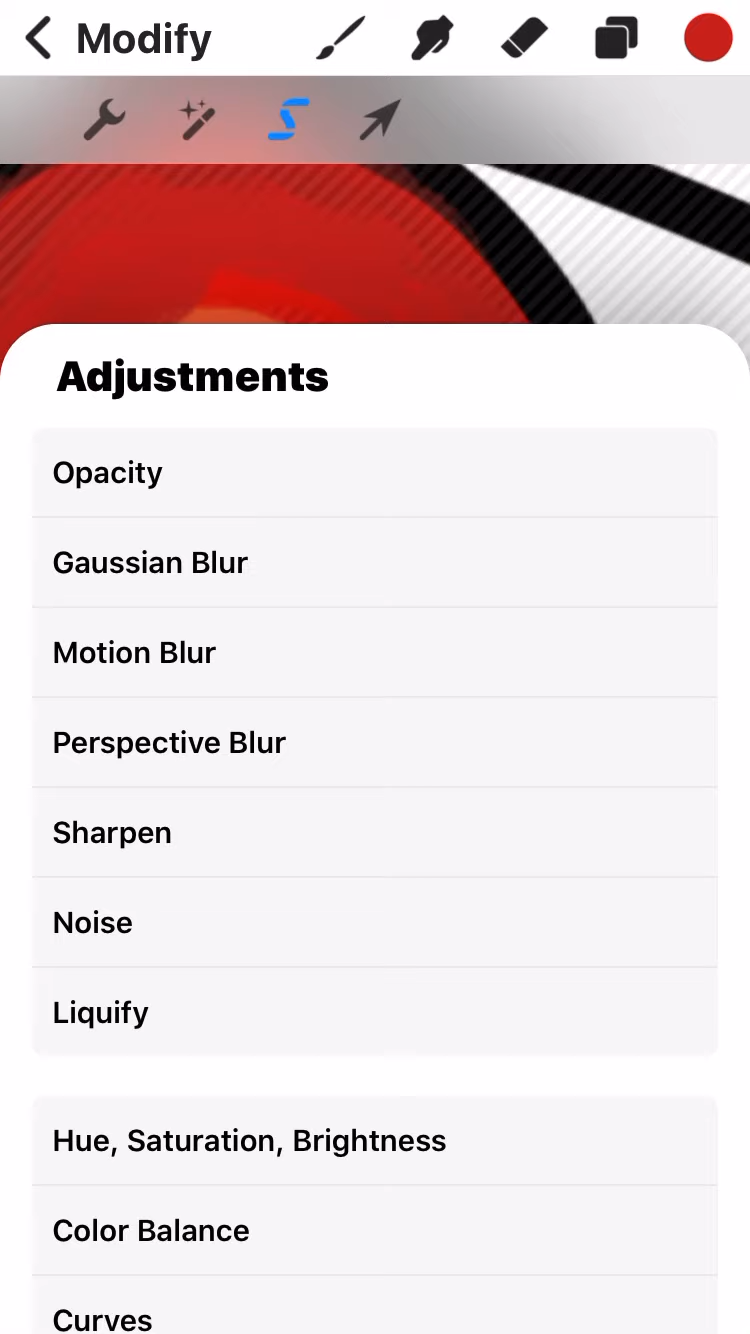 Modify
Adjustments
Opacity
Gaussian Blur
Motion Blur
Perspective Blur
Sharpen
Noise
Liquify
Hue, Saturation, Brightness
Color Balance
Curves